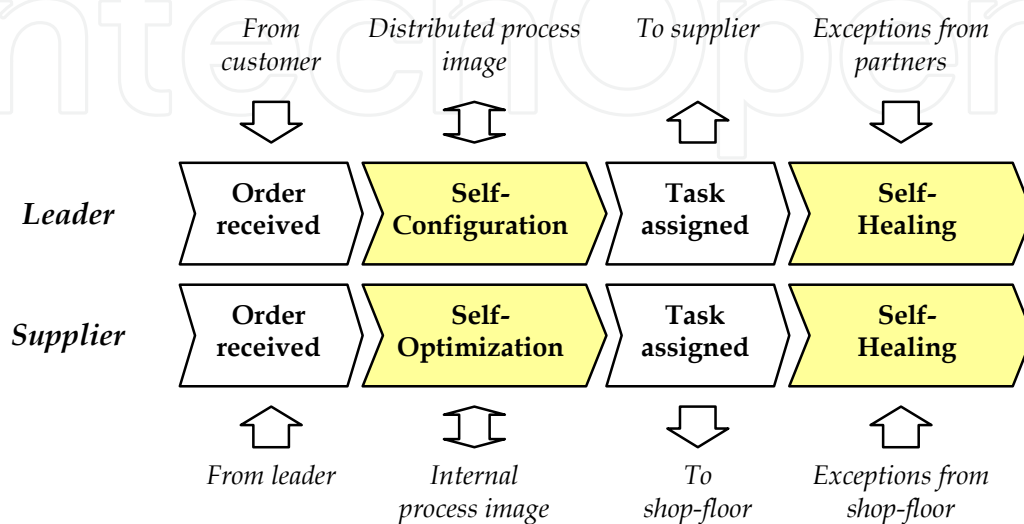 IntechOpen
From
customer
Distributed process
image
To supplier
Exceptions from
partners
Leader
Order
received
Self-
Configuration
Task
assigned
Self-
Healing
Supplier
Order
received
Self-
Optimization
Task
assigned
Self-
Healing
From leader
Internal
process image
To
shop-floor
Exceptions from
shop-floor